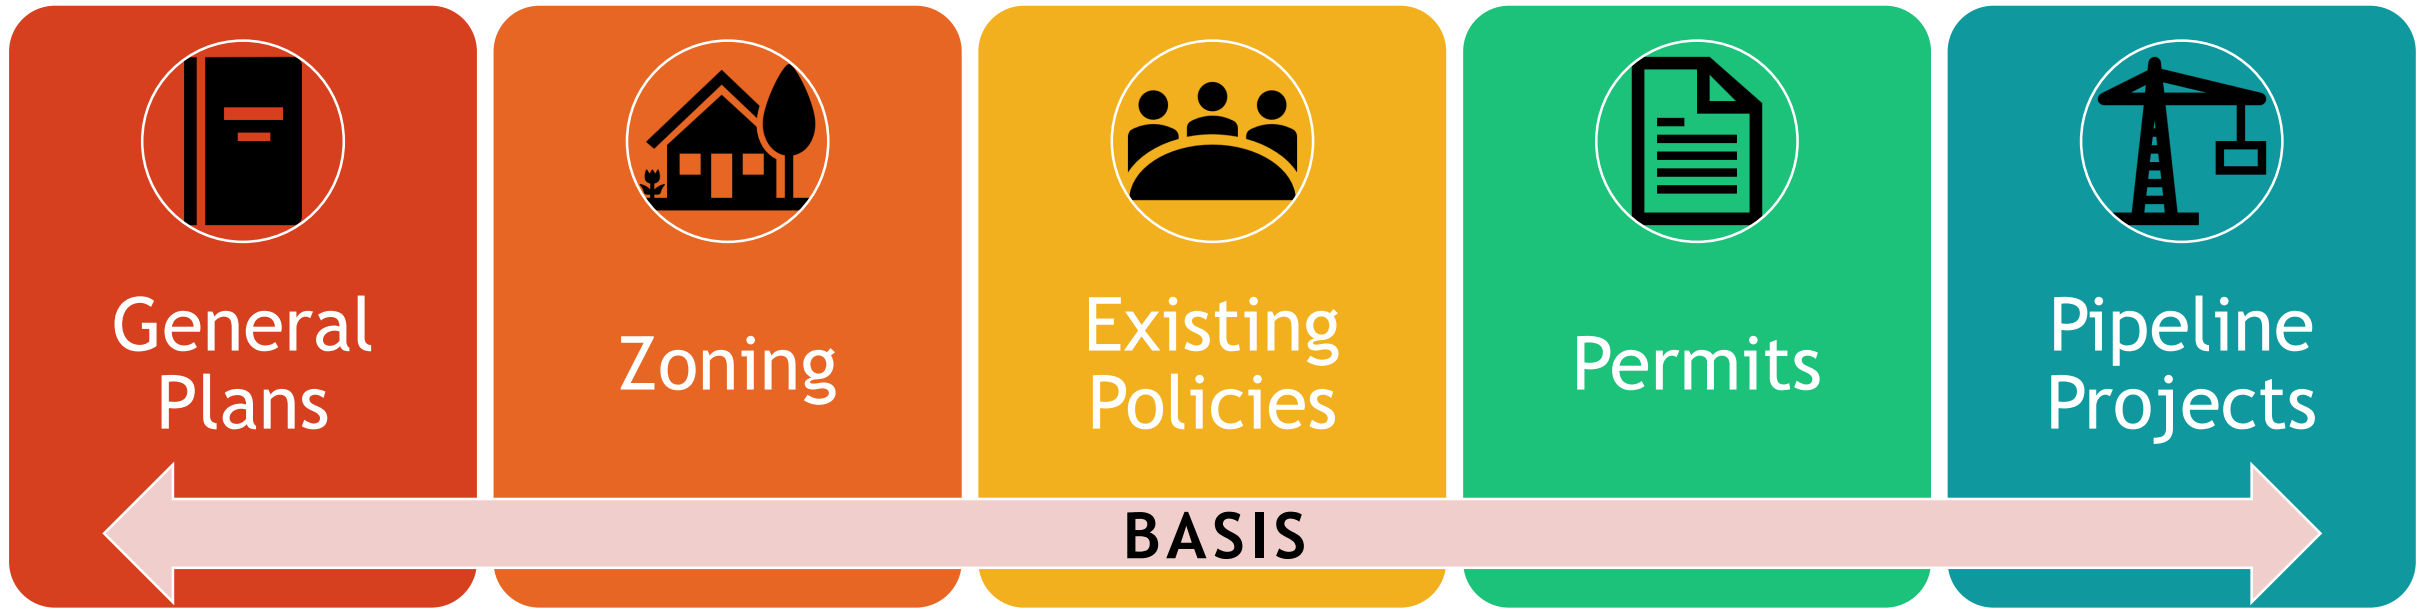 General
Plans
Zoning
Existing
Policies
Permits
Pipeline
Projects
BASIS